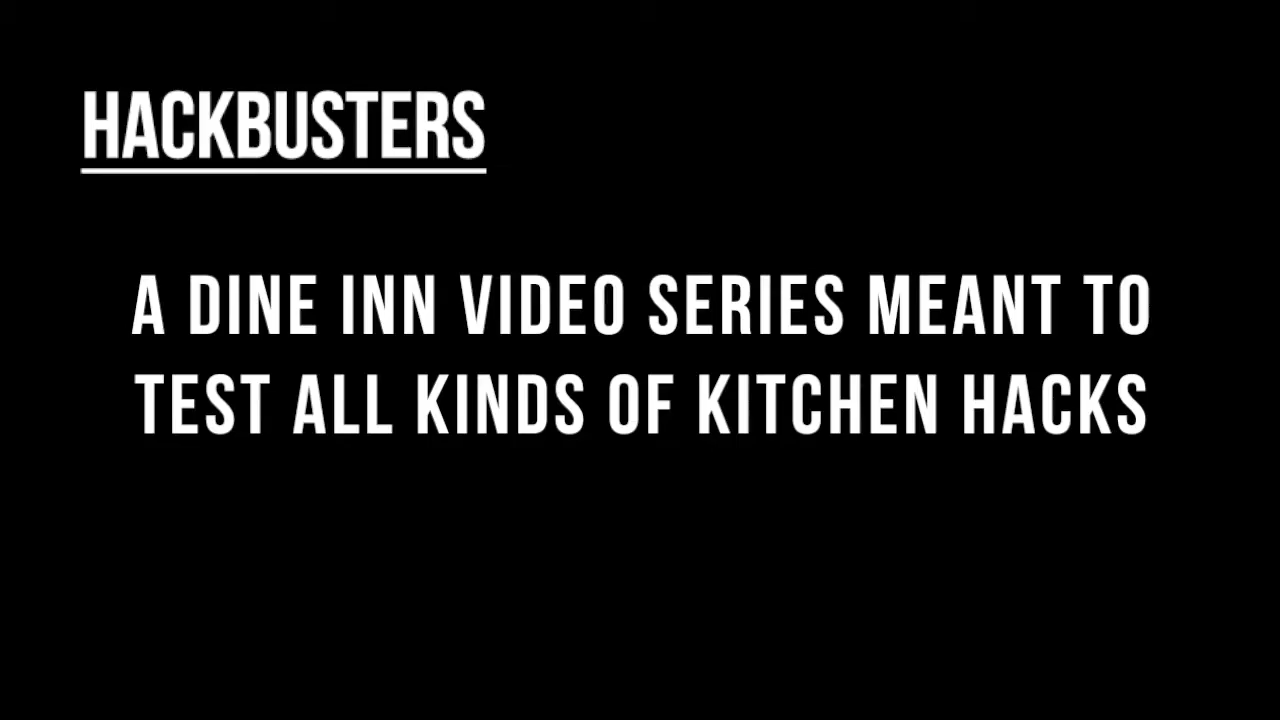 HACKBUSTERS
A DINE INN VIDEO SERIES MEANT TO
TEST ALL KINDS OF KITCHEN HACKS